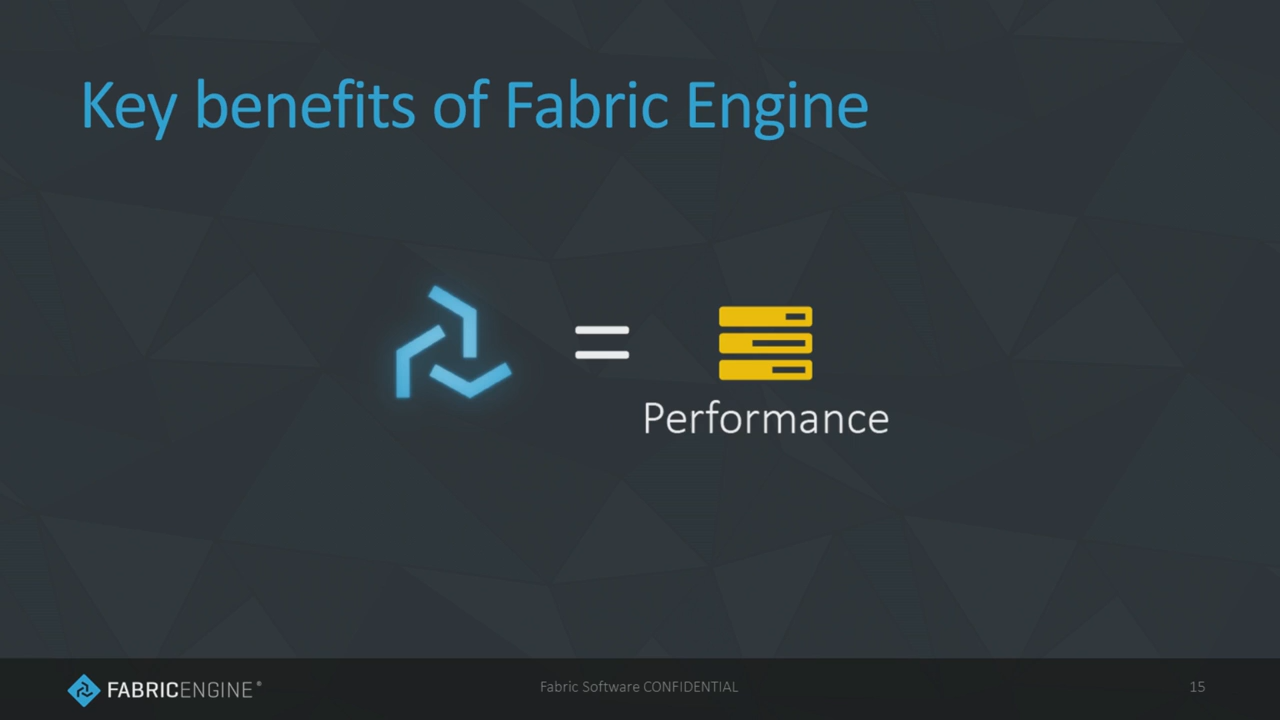 Key benefits of Fabric Engine
=
Performance
FABRICENGINE®
Fabric Software CONFIDENTIAL
15